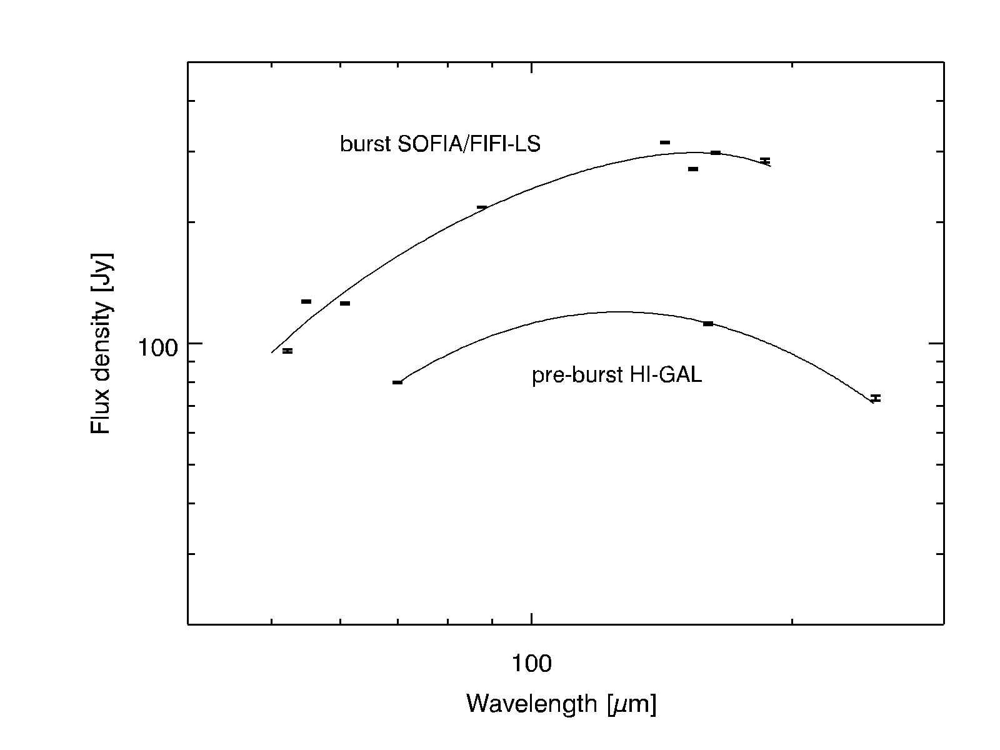 burst SOFIA/FIFI-LS
Flux density [Jy]
100
pre-burst HI-GAL
100
Wavelength [μm]